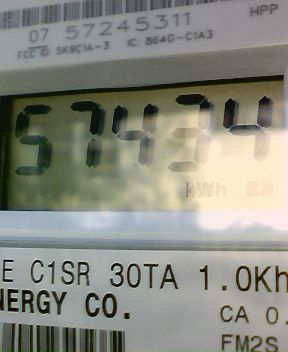 HPP
07 57245311
FCC ID: SK9C1A-3 IC: 864G-C1A3
57434
kWh
E C1SR 30TA 1.0Kh
NERGY CO.
CA 0.
FM2S